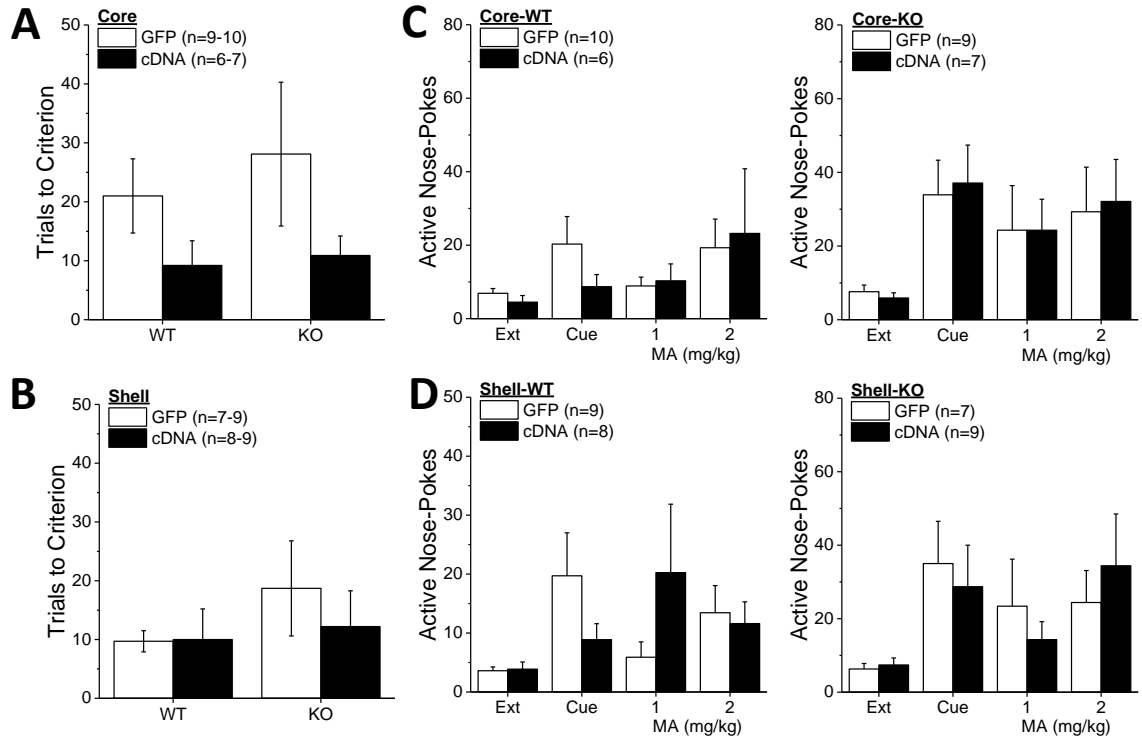 A
Core
GFP (n=9-10)
cDNA (n=6-7)
Trials to Criterion
50
40
30
20
10
0
WT KO
C
Core-WT
GFP (n=10)
cDNA (n=6)
Active Nose-Pokes
80
60
40
20
0
Ext Cue 1 2
MA (mg/kg)
Core-KO
GFP (n=9)
cDNA (n=7)
Active Nose-Pokes
80
60
40
20
0
Ext Cue 1 2
MA (mg/kg)
B
Shell
GFP (n=7-9)
cDNA (n=8-9)
Trials to Criterion
50
40
30
20
10
0
WT KO
D
Shell-WT
GFP (n=9)
cDNA (n=8)
Active Nose-Pokes
50
40
30
20
10
0
Ext Cue 1 2
MA (mg/kg)
Shell-KO
GFP (n=7)
cDNA (n=9)
Active Nose-Pokes
80
60
40
20
0
Ext Cue 1 2
MA (mg/kg)